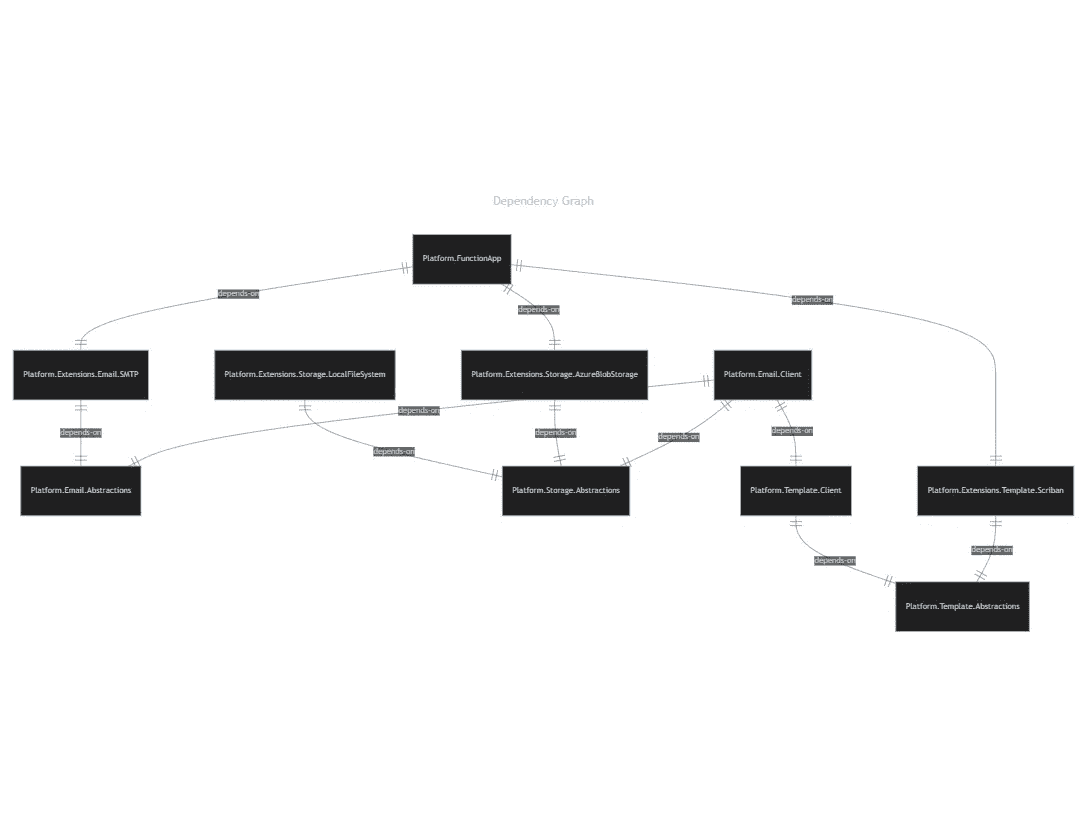 Dependency Graph
Platform.FunctionApp
depends-on
depends-on
depends-on
Platform.Extensions.Email.SMTP
Platform.Extensions.Storage.LocalFileSystem
Platform.Extensions.Storage.AzureBlobStorage
Platform.Email.Client
depends-on
depends-on
depends-on
depends-on
depends-on
depends-on
Platform.Email.Abstractions
Platform.Storage.Abstractions
Platform.Template.Client
Platform.Extensions.Template.Scriban
depends-on
depends-on
Platform.Template.Abstractions